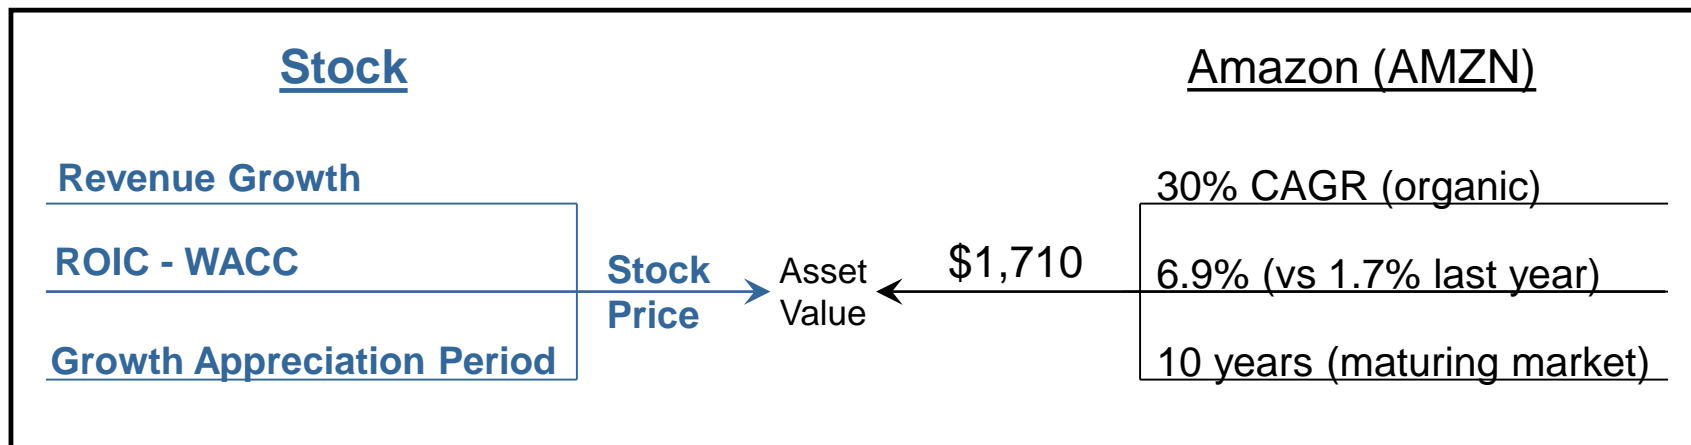 Stock
Amazon (AMZN)
Revenue Growth
30% CAGR (organic)
ROIC - WACC
Stock
Price
Asset
Value
$1,710
6.9% (vs 1.7% last year)
Growth Appreciation Period
10 years (maturing market)